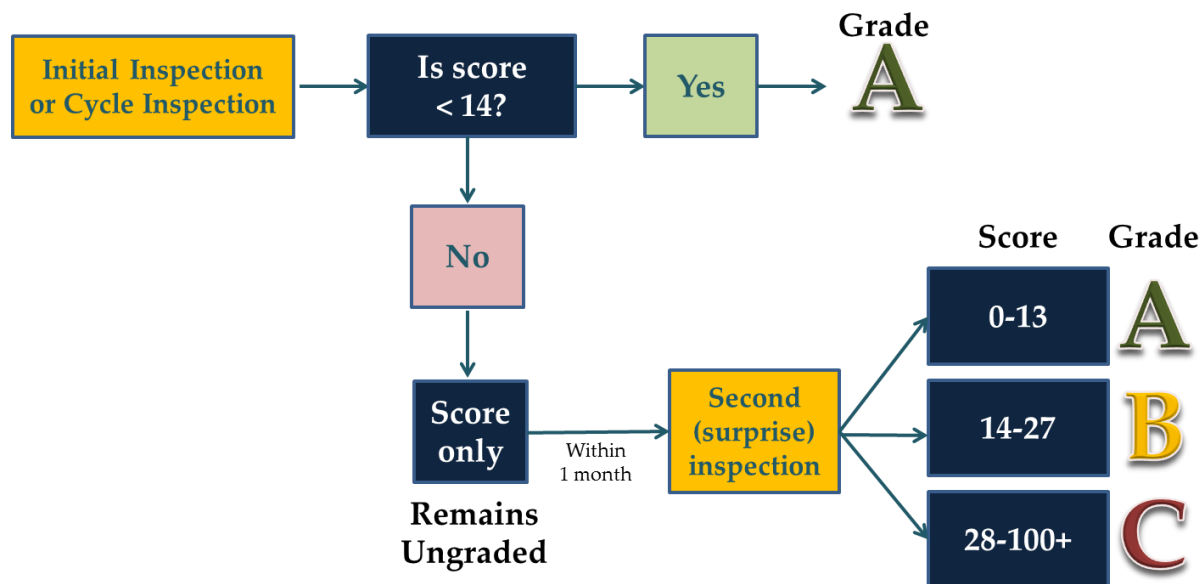 Grade
Initial Inspection
or Cycle Inspection
Is score
< 14?
Yes
A
No
Score
only
Remains
Ungraded
Within
1 month
Second
(surprise)
inspection
Score
Grade
0-13
A
14-27
B
28-100+
C